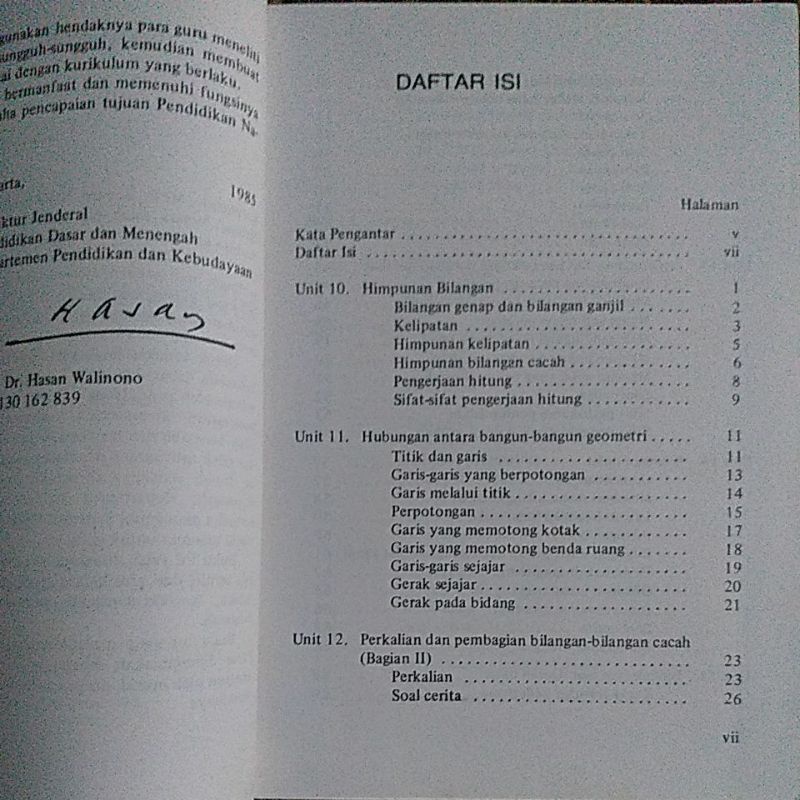 gunakan hendaknya para guru meneliti
sungguh-sungguh, kemudian membuat
ai dengan kurikulum yang berlaku.
bermanfaat dan memenuhi fungsinya
aha pencapaian tujuan Pendidikan Na-
arta, 1985
ktur Jenderal
didikan Dasar dan Menengah
artemen Pendidikan dan Kebudayaan
Hasan
Dr. Hasan Walinono
130 162 839
DAFTAR ISI
Halaman
Kata Pengantar .................................. v
Daftar Isi .................................. vii
Unit 10. Himpunan Bilangan .................... 1
Bilangan genap dan bilangan ganjil ....... 2
Kelipatan ........................ 3
Himpunan kelipatan ................... 5
Himpunan bilangan cacah .............. 6
Pengerjaan hitung .................... 8
Sifat-sifat pengerjaan hitung ............ 9
Unit 11. Hubungan antara bangun-bangun geometri ..... 11
Titik dan garis ...................... 11
Garis-garis yang berpotongan ........... 13
Garis melalui titik .................... 14
Perpotongan ........................ 15
Garis yang memotong kotak ............. 17
Garis yang memotong benda ruang ....... 18
Garis-garis sejajar .................... 19
Gerak sejajar ........................ 20
Gerak pada bidang ................... 21
Unit 12. Perkalian dan pembagian bilangan-bilangan cacah
(Bagian II) ............................ 23
Perkalian .......................... 23
Soal cerita ......................... 26
vii